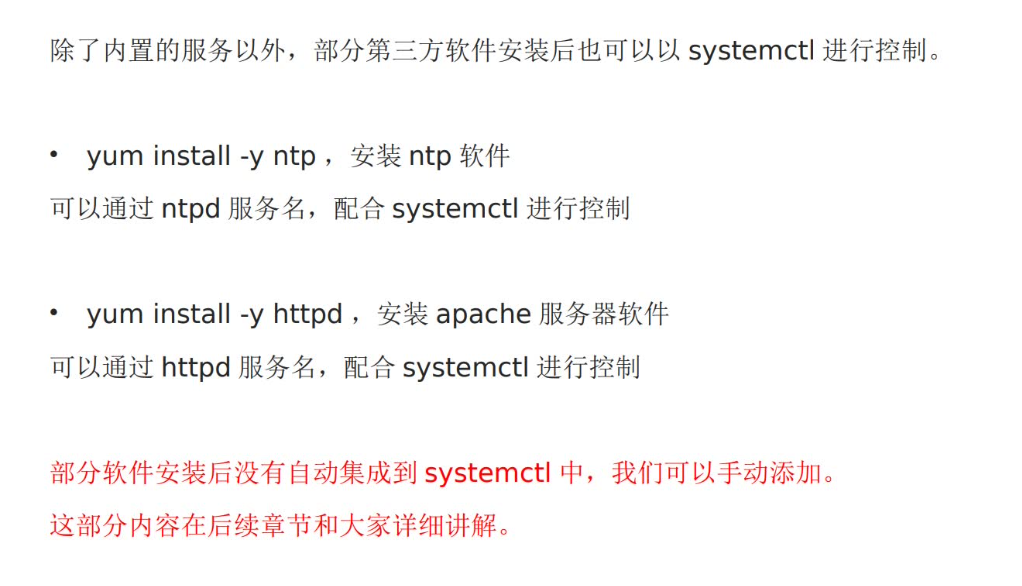 除了内置的服务以外，部分第三方软件安装后也可以以 systemctl 进行控制。
• yum install -y ntp ，安装 ntp 软件
可以通过 ntpd 服务名，配合 systemctl 进行控制
• yum install -y httpd ，安装 apache 服务器软件
可以通过 httpd 服务名，配合 systemctl 进行控制
部分软件安装后没有自动集成到 systemctl 中，我们可以手动添加。
这部分内容在后续章节和大家详细讲解。